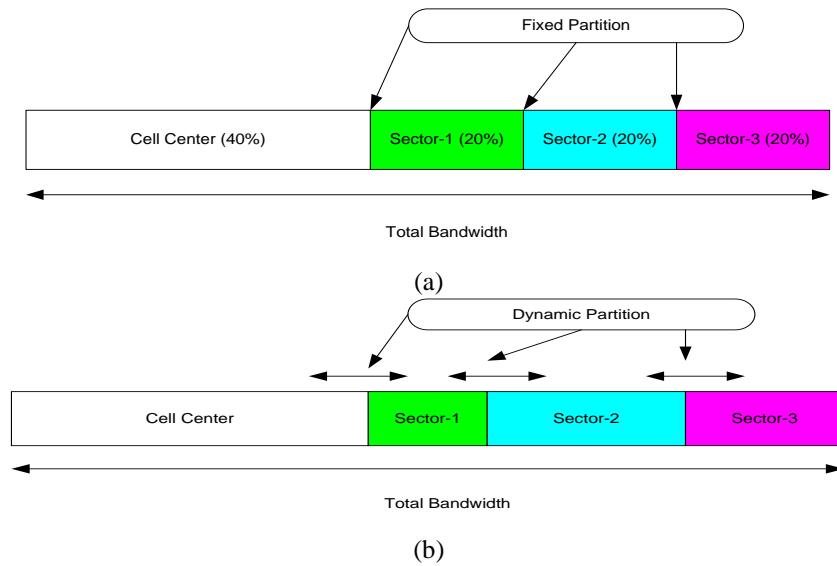 Fixed Partition
Cell Center (40%) Sector-1 (20%) Sector-2 (20%) Sector-3 (20%)
Total Bandwidth
(a)
Dynamic Partition
Cell Center Sector-1 Sector-2 Sector-3
Total Bandwidth
(b)